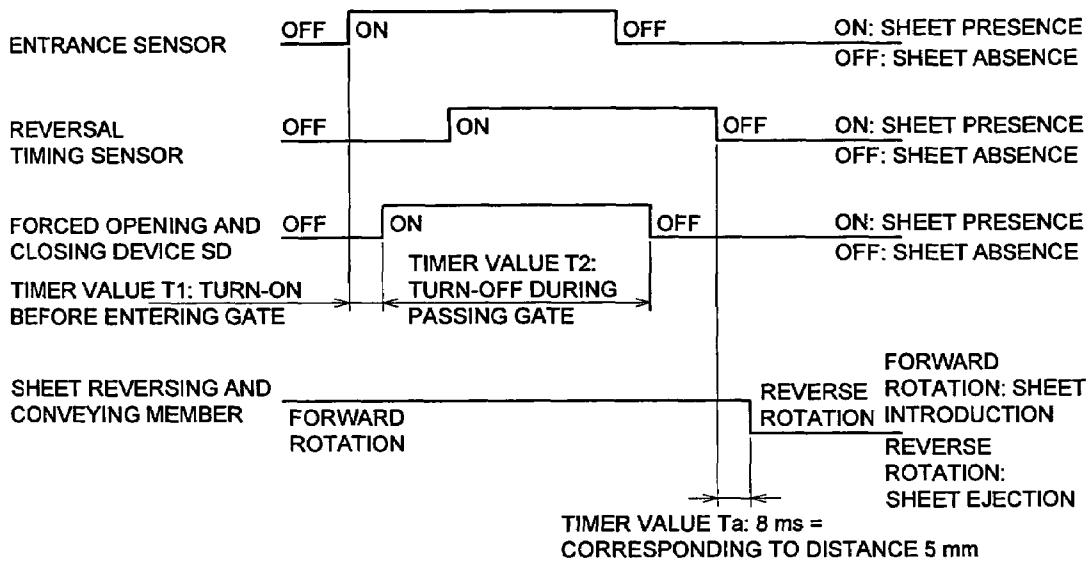 ENTRANCE SENSOR
OFF
ON
OFF
ON: SHEET PRESENCE
OFF: SHEET ABSENCE
REVERSAL
TIMING SENSOR
OFF
ON
OFF
ON: SHEET PRESENCE
OFF: SHEET ABSENCE
FORCED OPENING AND
CLOSING DEVICE SD
OFF
ON
OFF
ON: SHEET PRESENCE
OFF: SHEET ABSENCE
TIMER VALUE T1: TURN-ON
BEFORE ENTERING GATE
TIMER VALUE T2:
TURN-OFF DURING
PASSING GATE
SHEET REVERSING AND
CONVEYING MEMBER
FORWARD
ROTATION
REVERSE
ROTATION
FORWARD
ROTATION: SHEET
INTRODUCTION
REVERSE
ROTATION:
SHEET EJECTION
TIMER VALUE Ta: 8 ms =
CORRESPONDING TO DISTANCE 5 mm